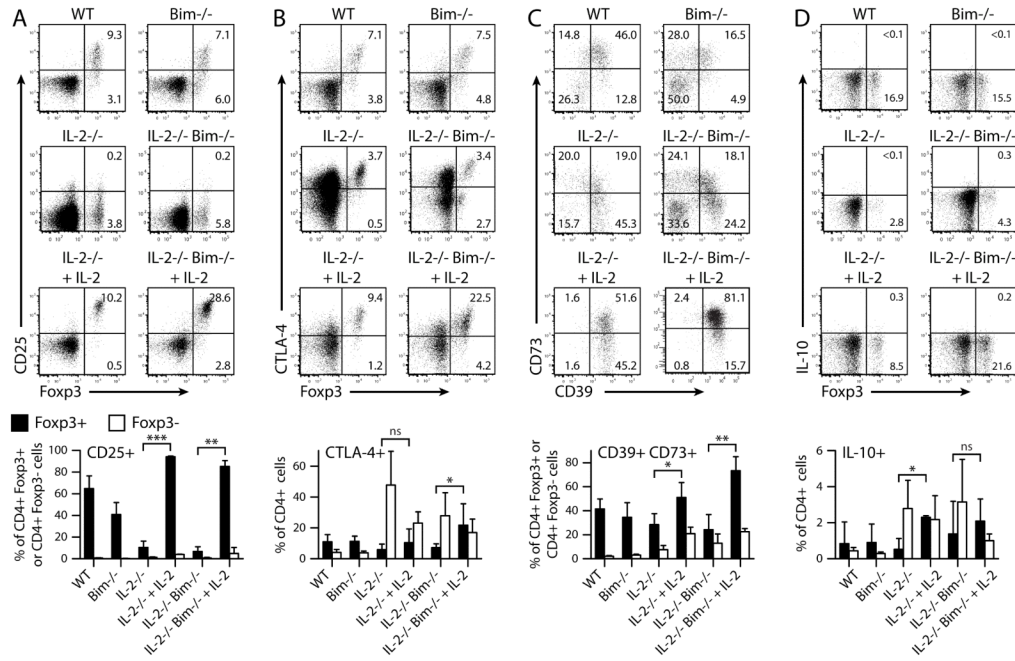 A
WT
Bim-/-
9.3
3.1
7.1
6.0
IL-2-/-
IL-2-/- Bim-/-
0.2
3.8
0.2
5.8
IL-2-/-
+ IL-2
IL-2-/- Bim-/-
+ IL-2
10.2
0.5
28.6
2.8
CD25
Foxp3
B
WT
Bim-/-
7.1
3.8
7.5
4.8
IL-2-/-
IL-2-/- Bim-/-
3.7
0.5
3.4
2.7
IL-2-/-
+ IL-2
IL-2-/- Bim-/-
+ IL-2
9.4
1.2
22.5
4.2
CTLA-4
Foxp3
C
WT
Bim-/-
14.8 46.0
26.3 12.8
28.0 16.5
50.0 4.9
IL-2-/-
IL-2-/- Bim-/-
20.0 19.0
15.7 45.3
24.1 18.1
33.6 24.2
IL-2-/-
+ IL-2
IL-2-/- Bim-/-
+ IL-2
1.6 51.6
1.6 45.2
2.4 81.1
0.8 15.7
CD73
CD39
D
WT
Bim-/-
<0.1
16.9
<0.1
15.5
IL-2-/-
IL-2-/- Bim-/-
<0.1
2.8
0.3
4.3
IL-2-/-
+ IL-2
IL-2-/- Bim-/-
+ IL-2
0.3
8.5
0.2
21.6
IL-10
Foxp3
Foxp3+
Foxp3-
CD25+
***
**
% of CD4+ Foxp3+
or CD4+ Foxp3- cells
100
80
60
40
20
0
WT
Bim-/-
IL-2-/-
IL-2-/- + IL-2
IL-2-/- Bim-/-
IL-2-/- Bim-/- + IL-2
CTLA-4+
ns
*
% of CD4+ cells
80
60
40
20
0
WT
Bim-/-
IL-2-/-
IL-2-/- + IL-2
IL-2-/- Bim-/-
IL-2-/- Bim-/- + IL-2
CD39+ CD73+
*
**
% of CD4+ Foxp3+ or
CD4+ Foxp3- cells
80
60
40
20
0
WT
Bim-/-
IL-2-/-
IL-2-/- + IL-2
IL-2-/- Bim-/-
IL-2-/- Bim-/- + IL-2
IL-10+
*
ns
% of CD4+ cells
6
4
2
0
WT
Bim-/-
IL-2-/-
IL-2-/- + IL-2
IL-2-/- Bim-/-
IL-2-/- Bim-/- + IL-2